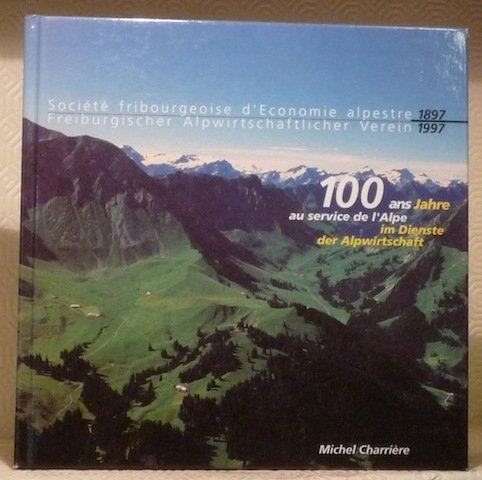 Société fribourgeoise d'Economie alpestre 1897
Freiburgischer Alpwirtschaftlicher Verein 1997
100 ans Jahre
au service de l'Alpe
im Dienste
der Alpwirtschaft
Michel Charrière